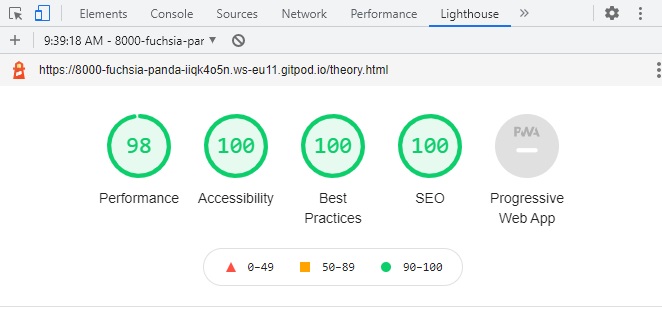 Elements Console Sources Network Performance Lighthouse
9:39:18 AM - 8000-fuchsia-par
https://8000-fuchsia-panda-iiqk4o5n.ws-eu11.gitpod.io/theory.html
98 100 100 100 PWA
Performance Accessibility Best Practices SEO Progressive Web App
0–49 50–89 90–100